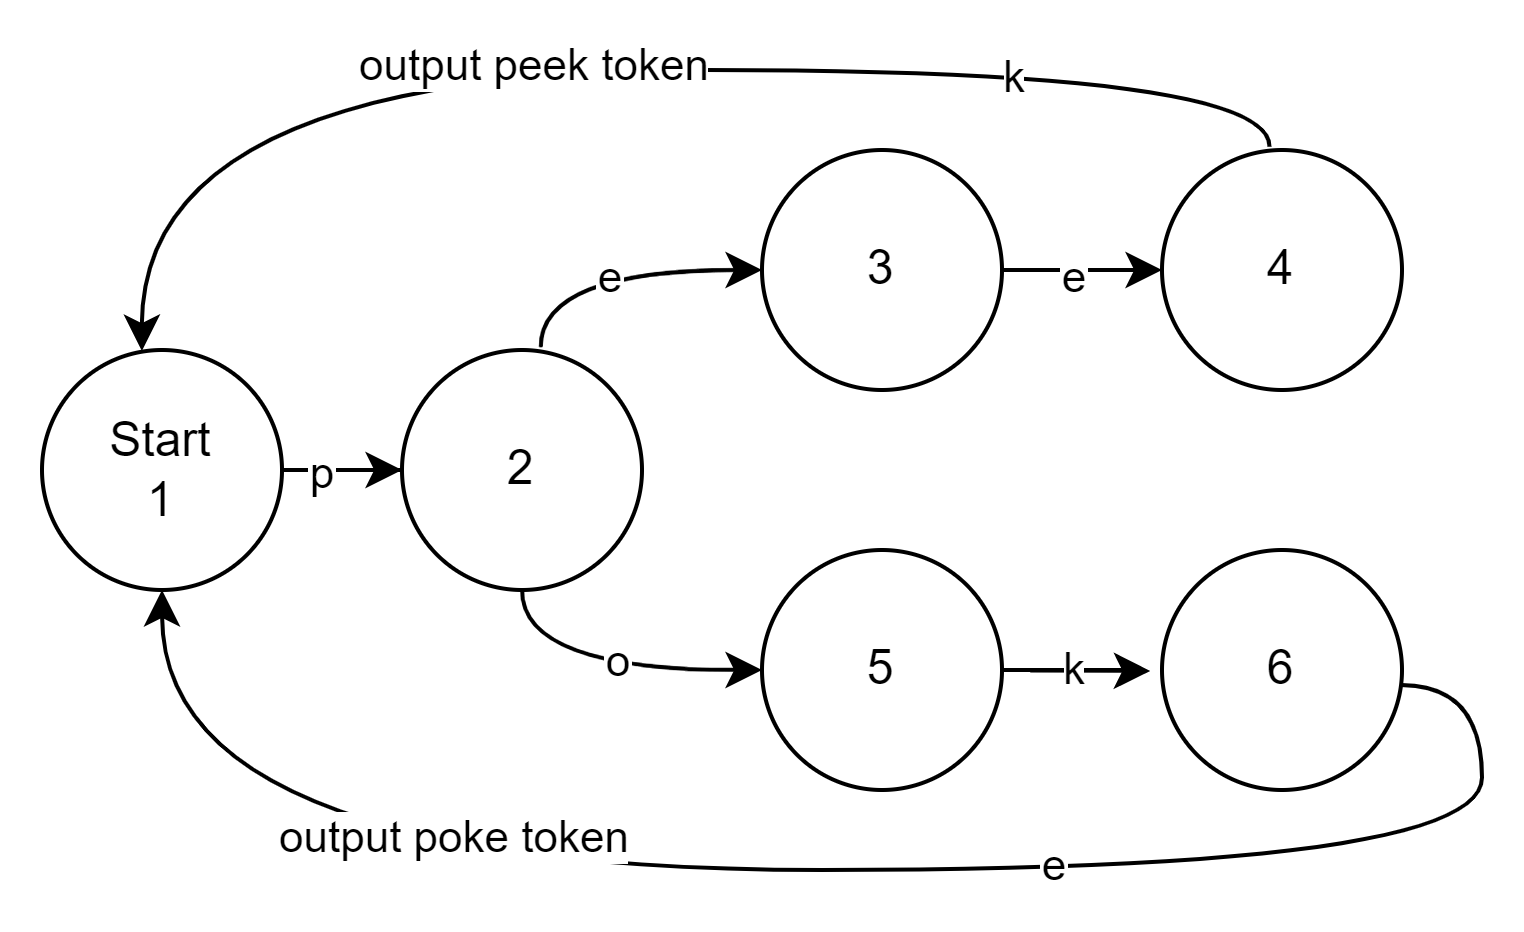 output peek token
k
e
3
e
4
Start
1
p
2
o
5
k
6
output poke token
e